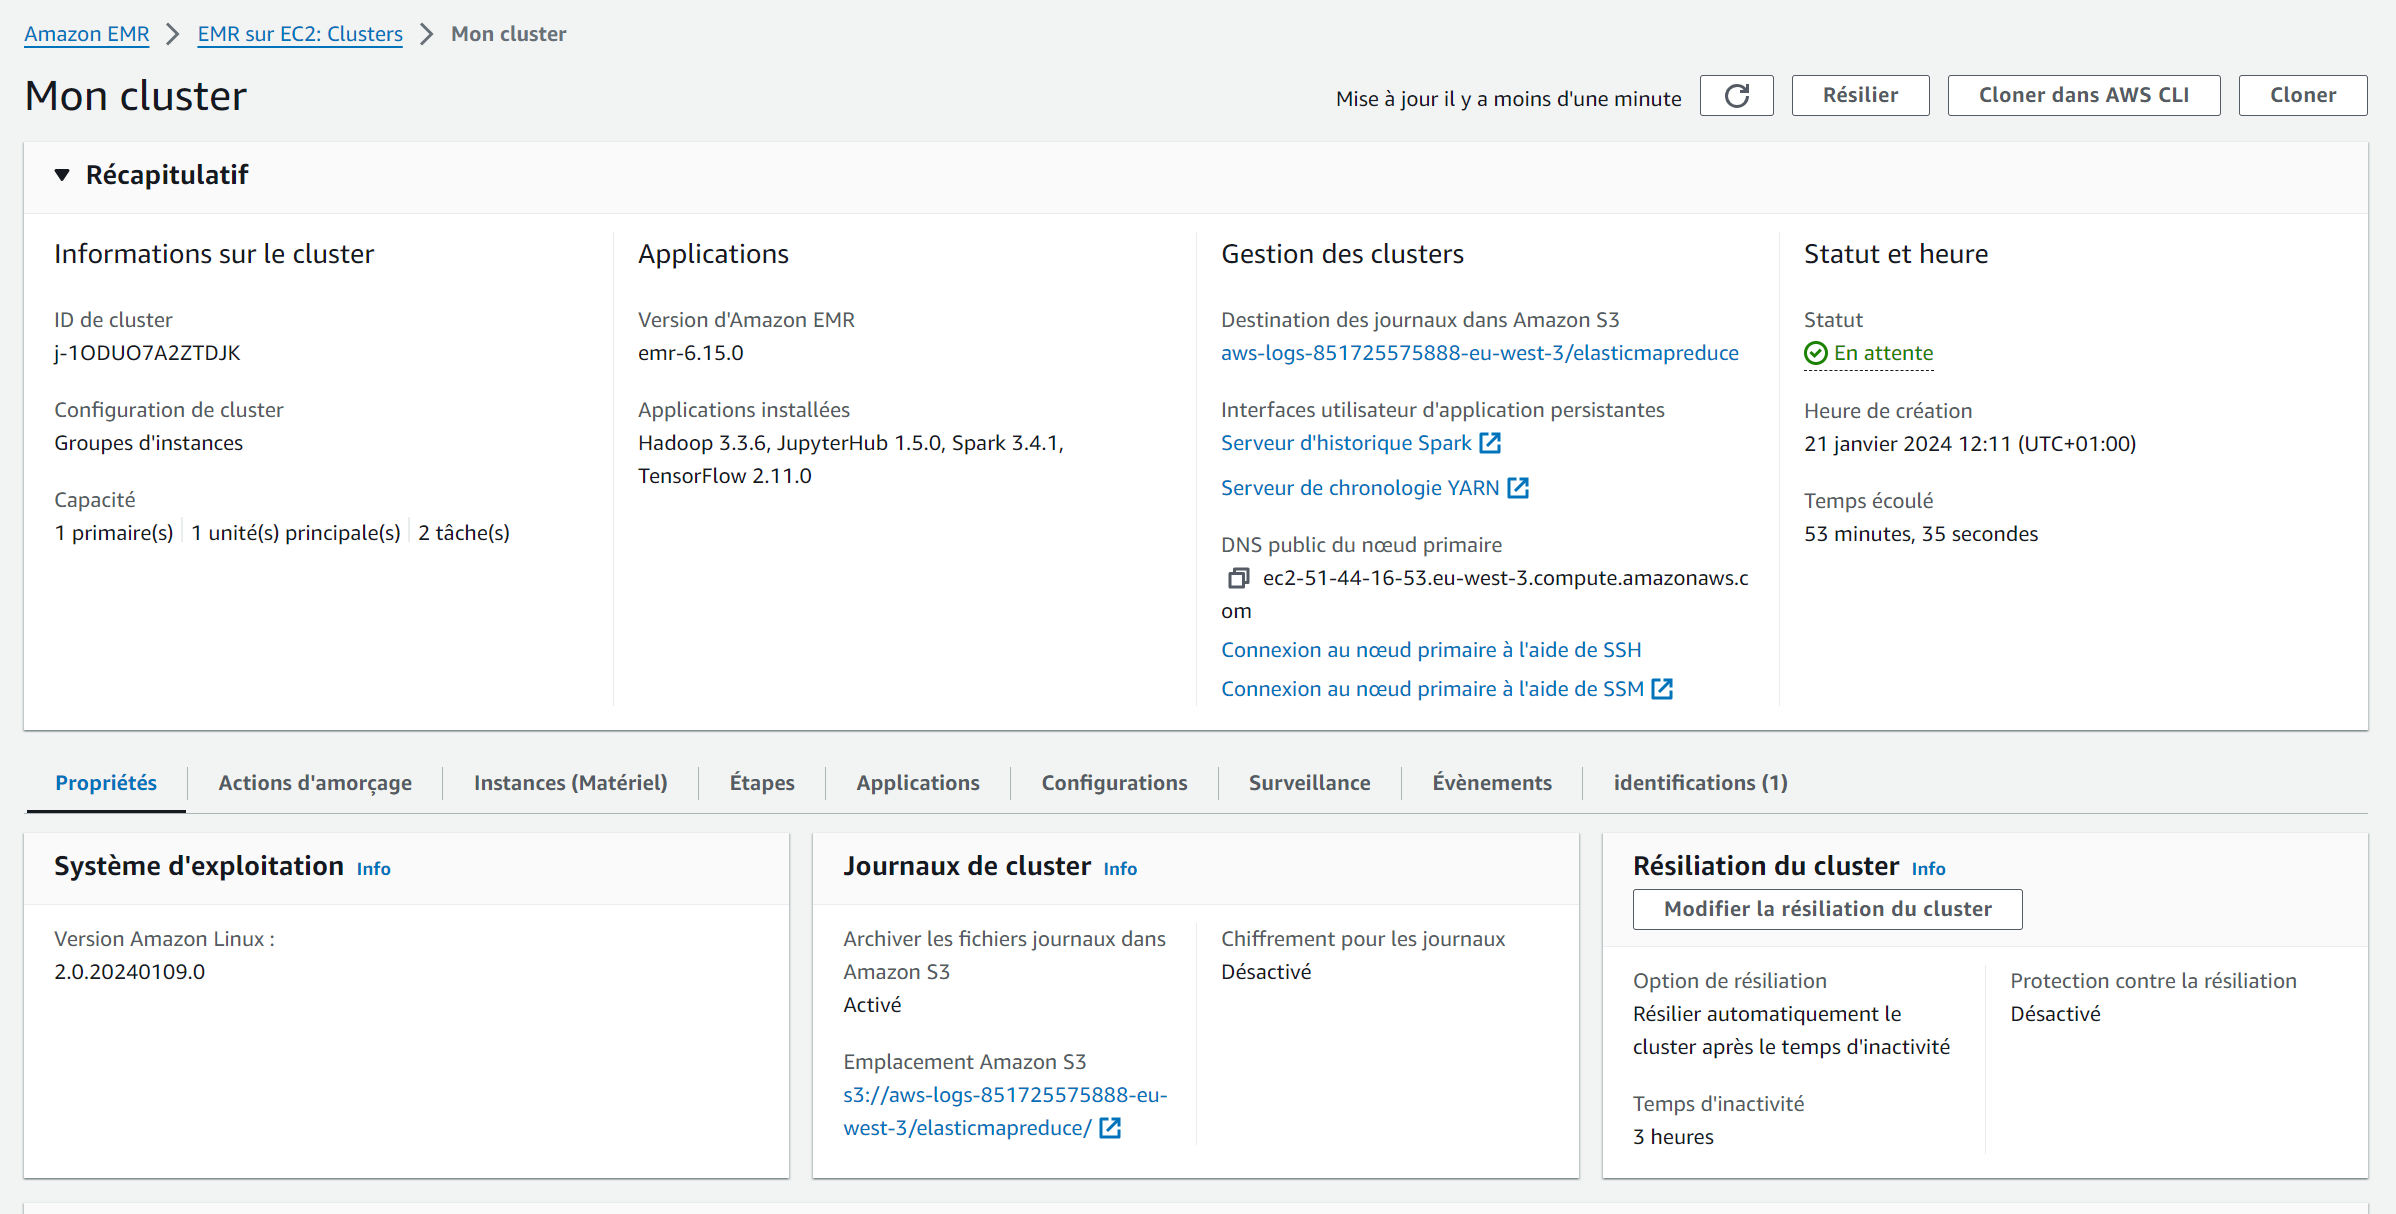 Amazon EMR > EMR sur EC2: Clusters > Mon cluster
Mon cluster
Mise à jour il y a moins d'une minute
Résilier
Cloner dans AWS CLI
Cloner
Récapitulatif
Informations sur le cluster
ID de cluster
j-1ODUO7A2ZTDJK
Configuration de cluster
Groupes d'instances
Capacité
1 primaire(s) 1 unité(s) principale(s) 2 tâche(s)
Applications
Version d'Amazon EMR
emr-6.15.0
Applications installées
Hadoop 3.3.6, JupyterHub 1.5.0, Spark 3.4.1,
TensorFlow 2.11.0
Gestion des clusters
Destination des journaux dans Amazon S3
aws-logs-851725575888-eu-west-3/elasticmapreduce
Interfaces utilisateur d'application persistantes
Serveur d'historique Spark
Serveur de chronologie YARN
DNS public du nœud primaire
ec2-51-44-16-53.eu-west-3.compute.amazonaws.c
om
Connexion au nœud primaire à l'aide de SSH
Connexion au nœud primaire à l'aide de SSM
Statut et heure
Statut
En attente
Heure de création
21 janvier 2024 12:11 (UTC+01:00)
Temps écoulé
53 minutes, 35 secondes
Propriétés
Actions d'amorçage
Instances (Matériel)
Étapes
Applications
Configurations
Surveillance
Évènements
identifications (1)
Système d'exploitation Info
Version Amazon Linux :
2.0.20240109.0
Journaux de cluster Info
Archiver les fichiers journaux dans
Amazon S3
Activé
Emplacement Amazon S3
s3://aws-logs-851725575888-eu-
west-3/elasticmapreduce/
Chiffrement pour les journaux
Désactivé
Résiliation du cluster Info
Modifier la résiliation du cluster
Option de résiliation
Résilier automatiquement le
cluster après le temps d'inactivité
Temps d'inactivité
3 heures
Protection contre la résiliation
Désactivé